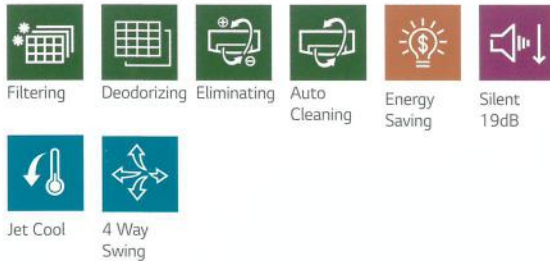 Filtering
Deodorizing
Eliminating
Auto
Cleaning
Energy
Saving
Silent
19dB
Jet Cool
4 Way
Swing